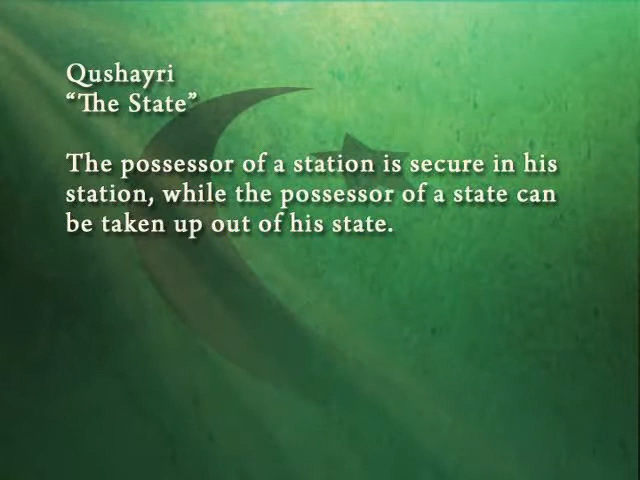 Qushayri
“The State”
The possessor of a station is secure in his
station, while the possessor of a state can
be taken up out of his state.